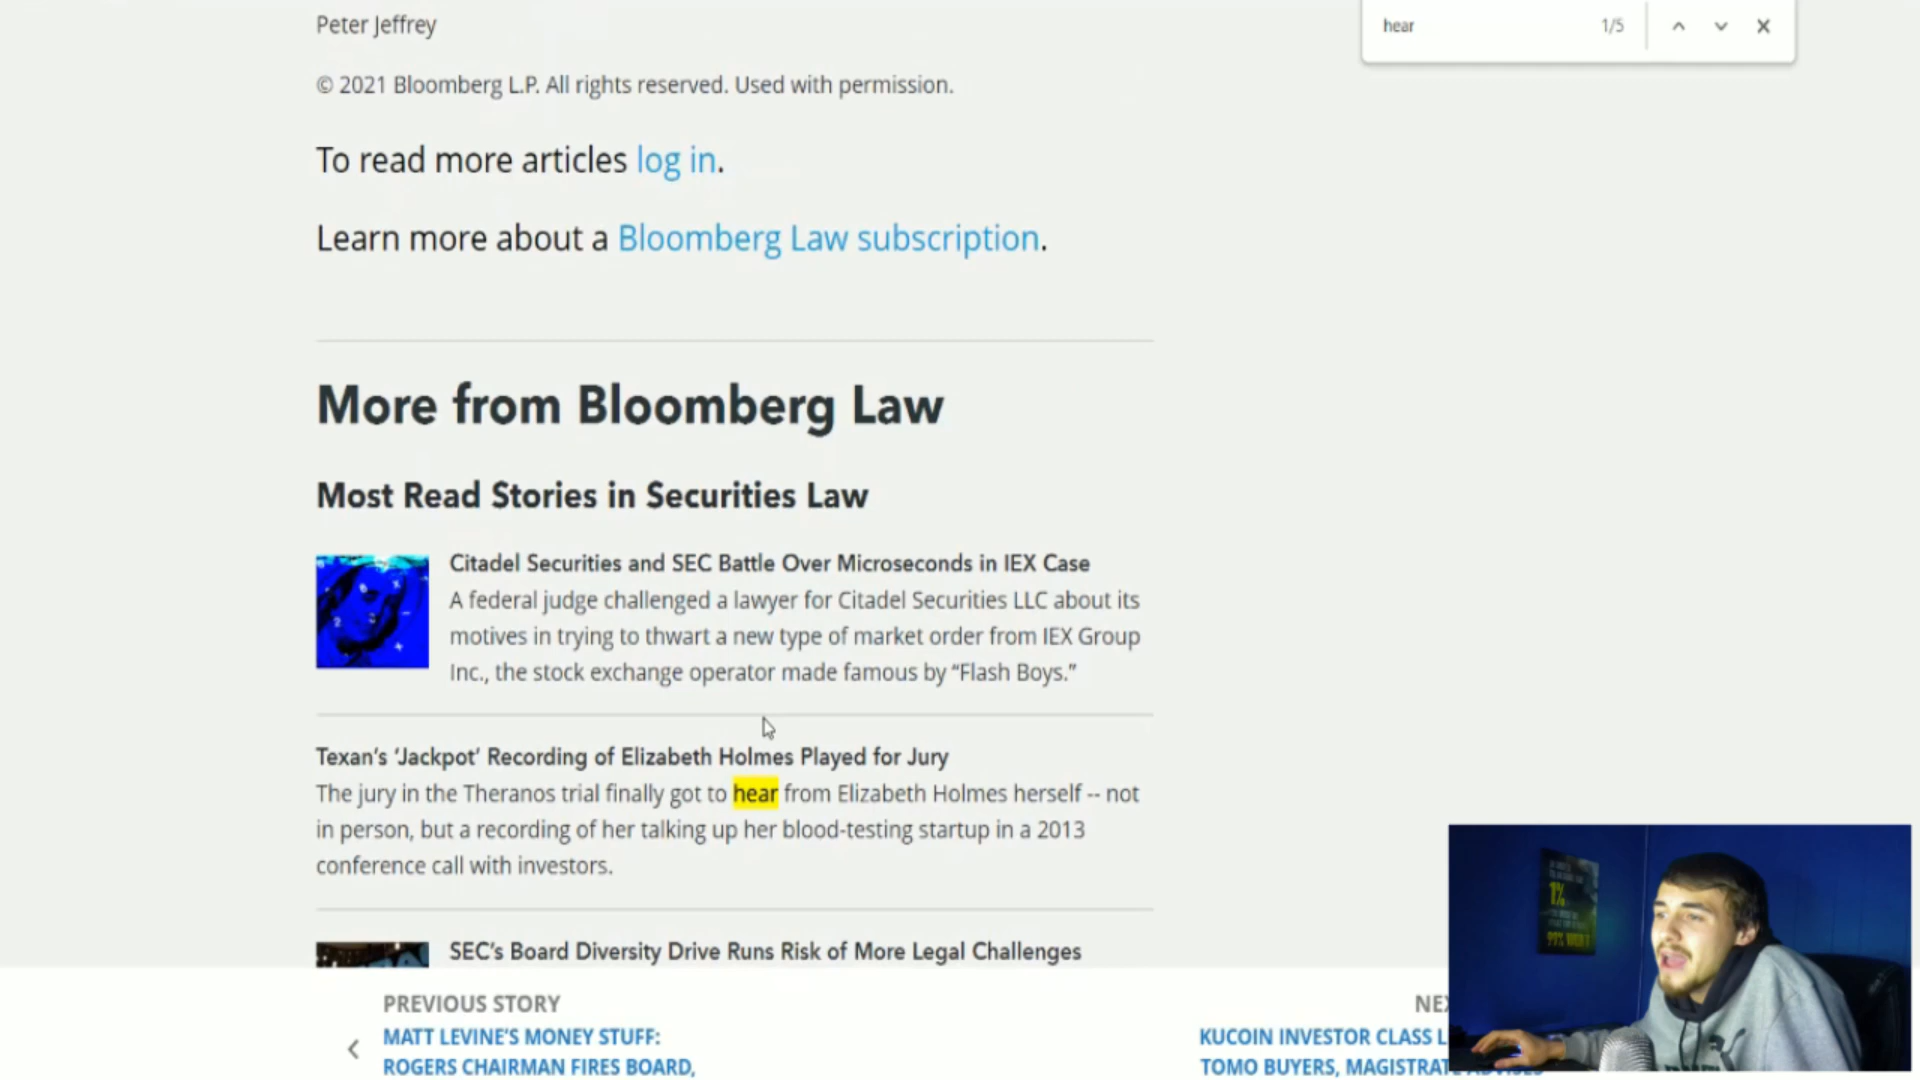 Peter Jeffrey
hear 1/5
© 2021 Bloomberg L.P. All rights reserved. Used with permission.
To read more articles log in.
Learn more about a Bloomberg Law subscription.
More from Bloomberg Law
Most Read Stories in Securities Law
Citadel Securities and SEC Battle Over Microseconds in IEX Case
A federal judge challenged a lawyer for Citadel Securities LLC about its
motives in trying to thwart a new type of market order from IEX Group
Inc., the stock exchange operator made famous by “Flash Boys.”
Texan’s ‘Jackpot’ Recording of Elizabeth Holmes Played for Jury
The jury in the Theranos trial finally got to hear from Elizabeth Holmes herself -- not
in person, but a recording of her talking up her blood-testing startup in a 2013
conference call with investors.
SEC’s Board Diversity Drive Runs Risk of More Legal Challenges
PREVIOUS STORY
MATT LEVINE’S MONEY STUFF:
ROGERS CHAIRMAN FIRES BOARD,
NEX
KUCOIN INVESTOR CLASS L
TOMO BUYERS, MAGISTRATE ADVISES
1%
99% WON'T